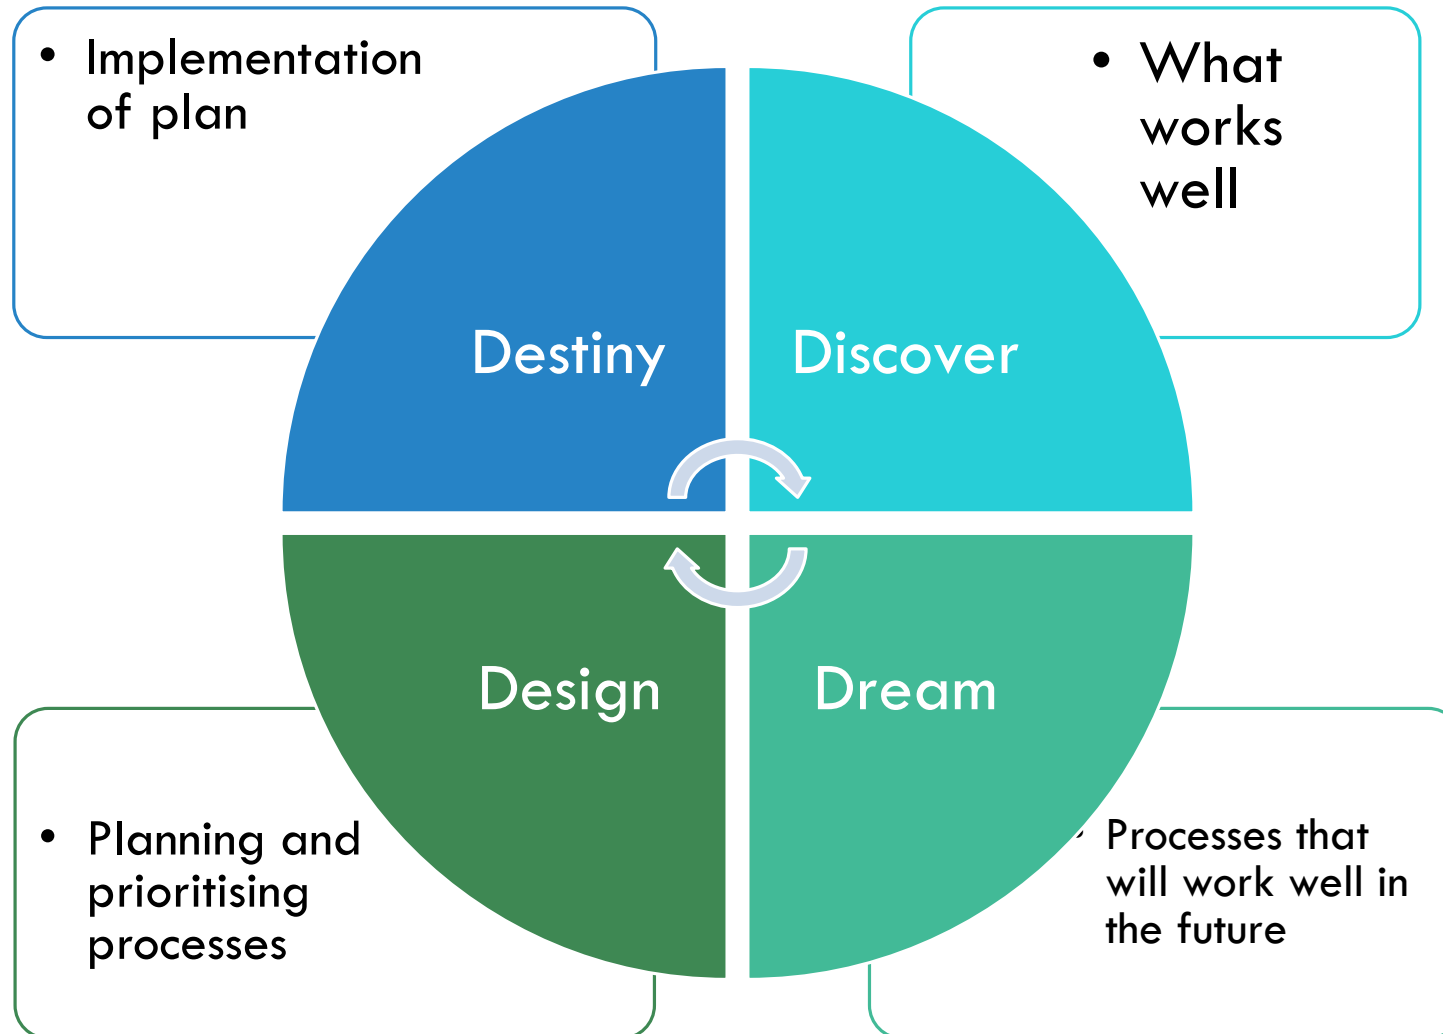 • Implementation
of plan
• What
works
well
Destiny
Discover
Design
Dream
• Planning and
prioritising
processes
• Processes that
will work well in
the future